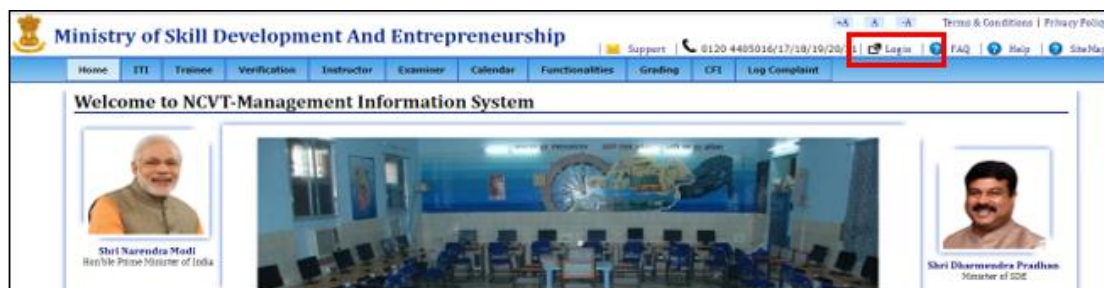 +A A -A Terms & Conditions | Privacy Policy
Ministry of Skill Development And Entrepreneurship
| Support | 0120 4405016/17/18/19/20/21 | Login | FAQ | Help | SiteMap
Home ITI Trainee Verification Instructor Examiner Calendar Functionalities Grading CFI Log Complaint
Welcome to NCVT-Management Information System
Shri Narendra Modi
Hon'ble Prime Minister of India
Shri Dharmendra Pradhan
Minister of SDE